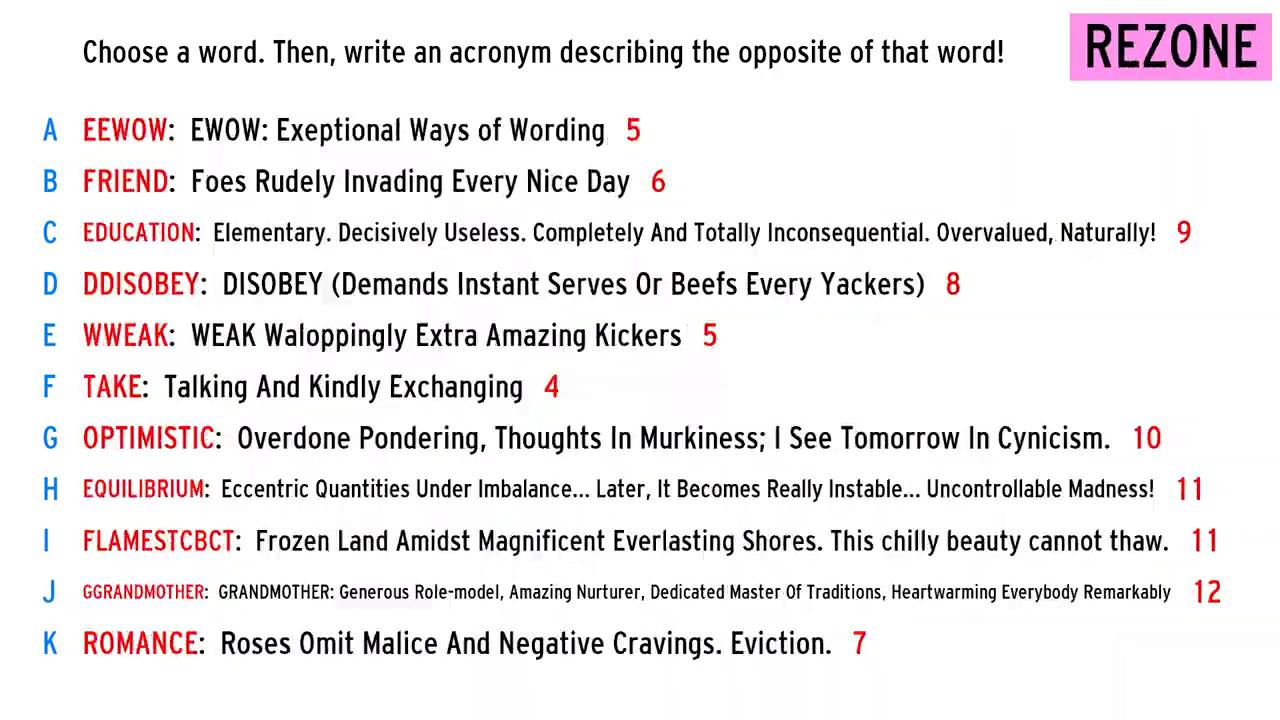 Choose a word. Then, write an acronym describing the opposite of that word!
REZONE
A EEWOW: EWOW: Exeptional Ways of Wording 5
B FRIEND: Foes Rudely Invading Every Nice Day 6
C EDUCATION: Elementary. Decisively Useless. Completely And Totally Inconsequential. Overvalued, Naturally! 9
D DDISOBEY: DISOBEY (Demands Instant Serves Or Beefs Every Yackers) 8
E WWEAK: WEAK Waloppingly Extra Amazing Kickers 5
F TAKE: Talking And Kindly Exchanging 4
G OPTIMISTIC: Overdone Pondering, Thoughts In Murkiness; I See Tomorrow In Cynicism. 10
H EQUILIBRIUM: Eccentric Quantities Under Imbalance... Later, It Becomes Really Instable... Uncontrollable Madness! 11
I FLAMESTCBCT: Frozen Land Amidst Magnificent Everlasting Shores. This chilly beauty cannot thaw. 11
J GGRANDMOTHER: GRANDMOTHER: Generous Role-model, Amazing Nurturer, Dedicated Master Of Traditions, Heartwarming Everybody Remarkably 12
K ROMANCE: Roses Omit Malice And Negative Cravings. Eviction. 7